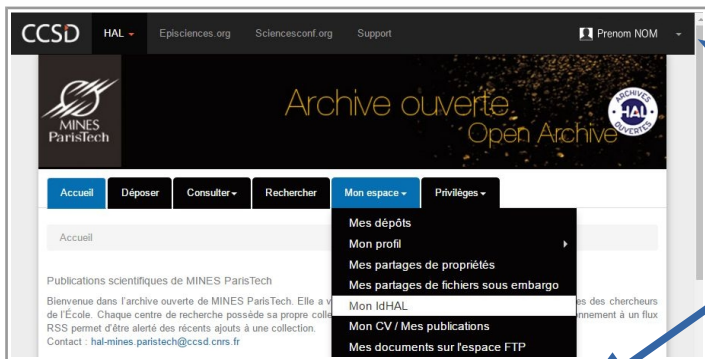 CCSD HAL Episciences.org Sciencesconf.org Support Prenom NOM
MINES
ParisTech
Archive ouverte
Open Archive
ARCHIVES
HAL
OUVERTES
Accueil Déposer Consulter Rechercher Mon espace Privilèges
Accueil
Mes dépôts
Mon profil
Mes partages de propriétés
Mes partages de fichiers sous embargo
Mon IdHAL
Mon CV / Mes publications
Mes documents sur l'espace FTP
Publications scientifiques de MINES ParisTech
Bienvenue dans l'archive ouverte de MINES ParisTech. Elle a v es des chercheurs
de l'École. Chaque centre de recherche possède sa propre colle onnement à un flux
RSS permet d'être alerté des récents ajouts à une collection.
Contact : hal-mines.paristech@ccsd.cnrs.fr